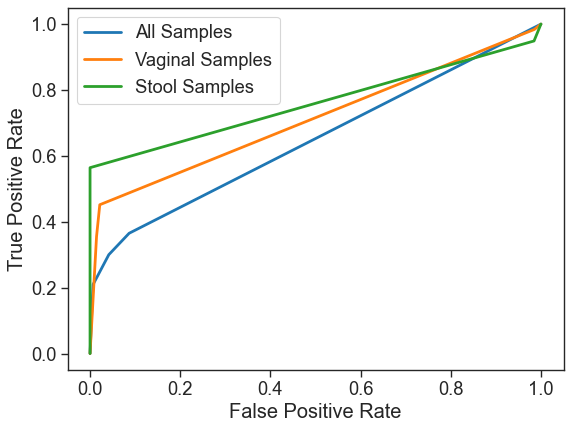 All Samples
Vaginal Samples
Stool Samples
True Positive Rate
1.0
0.8
0.6
0.4
0.2
0.0
0.0 0.2 0.4 0.6 0.8 1.0
False Positive Rate